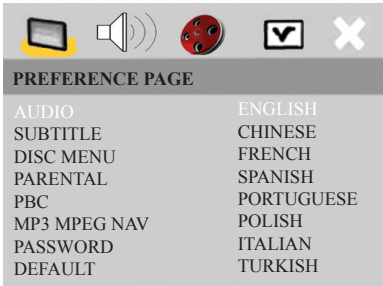 PREFERENCE PAGE
AUDIO ENGLISH
SUBTITLE CHINESE
DISC MENU FRENCH
PARENTAL SPANISH
PBC PORTUGUESE
MP3 MPEG NAV POLISH
PASSWORD ITALIAN
DEFAULT TURKISH